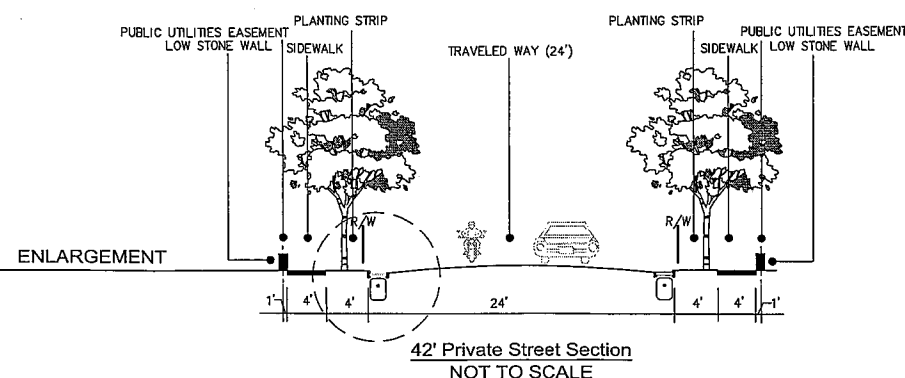 PLANTING STRIP
PUBLIC UTILITIES EASEMENT
LOW STONE WALL
SIDEWALK
TRAVELED WAY (24')
PLANTING STRIP
SIDEWALK
PUBLIC UTILITIES EASEMENT
LOW STONE WALL
R/W
R/W
ENLARGEMENT
1'
4'
4'
24'
4'
4'
1'
42' Private Street Section
NOT TO SCALE